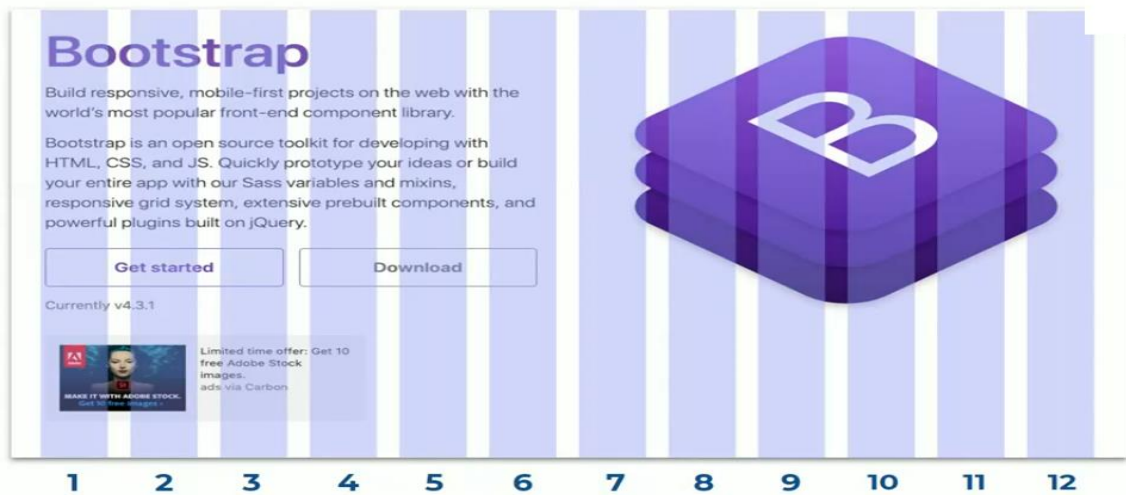 Bootstrap
Build responsive, mobile-first projects on the web with the
world's most popular front-end component library.
Bootstrap is an open source toolkit for developing with
HTML, CSS, and JS. Quickly prototype your ideas or build
your entire app with our Sass variables and mixins,
responsive grid system, extensive prebuilt components, and
powerful plugins built on jQuery.
Get started Download
Currently v4.3.1
Limited time offer: Get 10
free Adobe Stock
images.
ads via Carbon
MAKE IT WITH ADOBE STOCK.
Get 10 free images ›
B
1 2 3 4 5 6 7 8 9 10 11 12